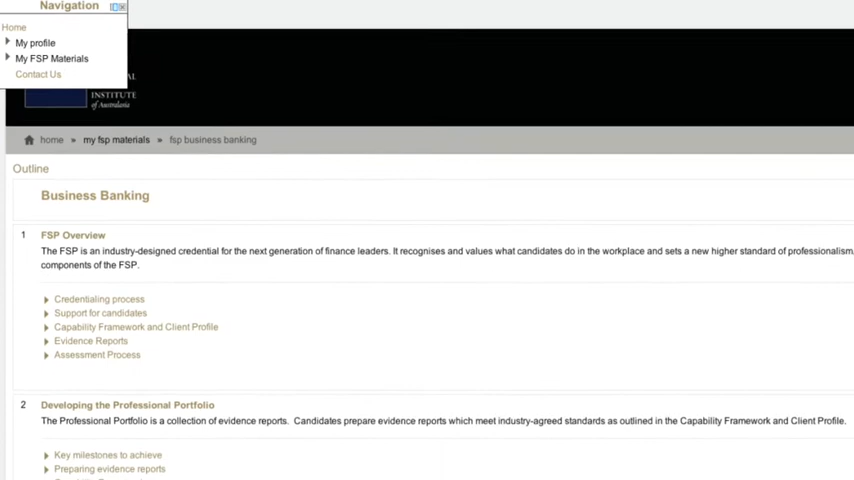 Navigation
Home
My profile
My FSP Materials
Contact Us
INSTITUTE
of Australasia
home » my fsp materials » fsp business banking
Outline
Business Banking
1 FSP Overview
The FSP is an industry-designed credential for the next generation of finance leaders. It recognises and values what candidates do in the workplace and sets a new higher standard of professionalism,
components of the FSP.
Credentialing process
Support for candidates
Capability Framework and Client Profile
Evidence Reports
Assessment Process
2 Developing the Professional Portfolio
The Professional Portfolio is a collection of evidence reports. Candidates prepare evidence reports which meet industry-agreed standards as outlined in the Capability Framework and Client Profile.
Key milestones to achieve
Preparing evidence reports